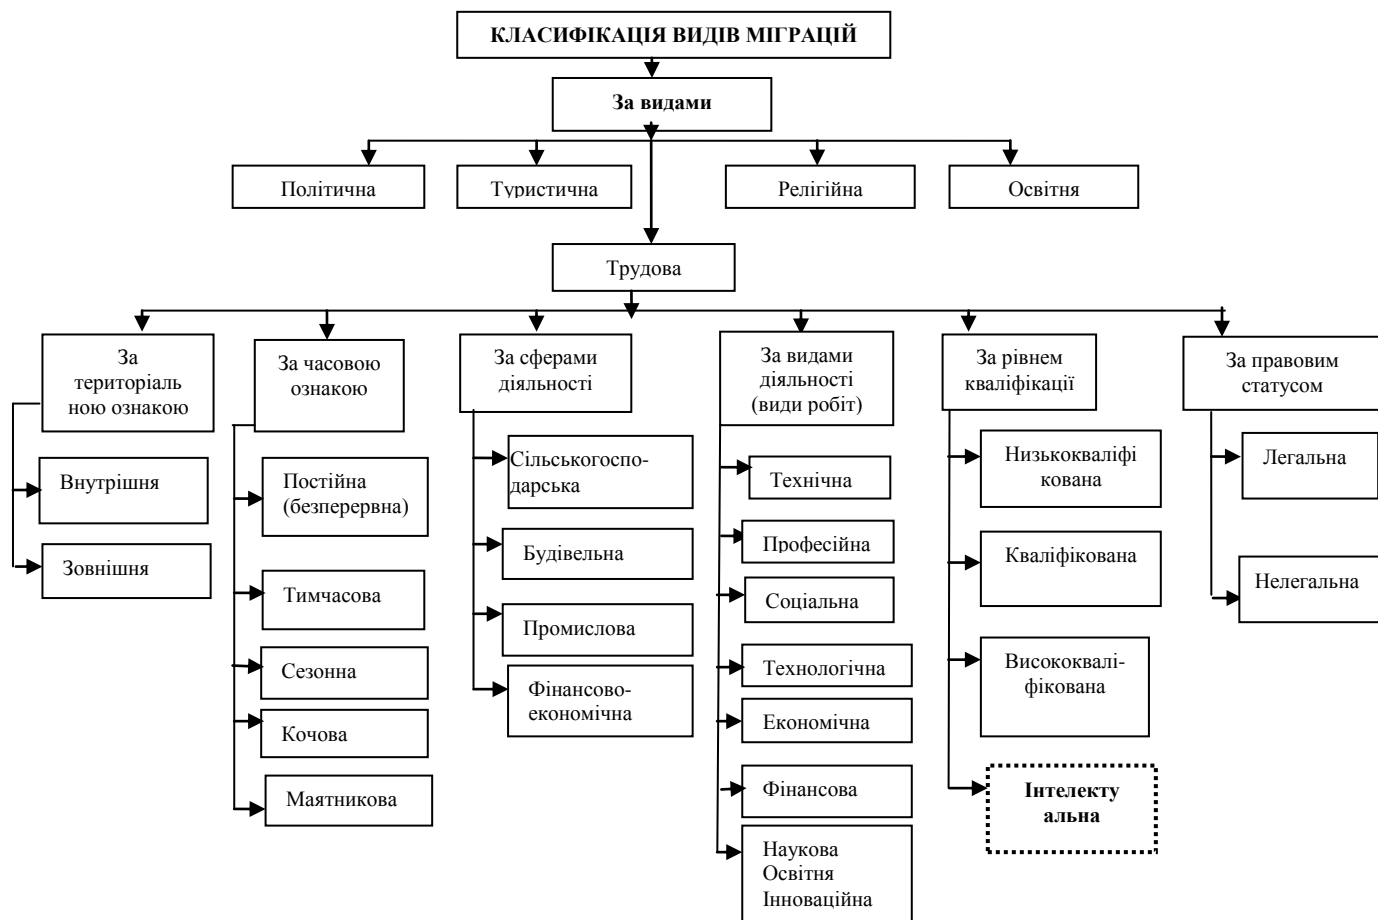 КЛАСИФІКАЦІЯ ВИДІВ МІГРАЦІЙ
За видами
Політична
Туристична
Релігійна
Освітня
Трудова
За
територіаль
ною ознакою
Внутрішня
Зовнішня
За часовою
ознакою
Постійна
(безперервна)
Тимчасова
Сезонна
Кочова
Маятникова
За сферами
діяльності
Сільськогоспо-
дарська
Будівельна
Промислова
Фінансово-
економічна
За видами
діяльності
(види робіт)
Технічна
Професійна
Соціальна
Технологічна
Економічна
Фінансова
Наукова
Освітня
Інноваційна
За рівнем
кваліфікації
Низькокваліфі
кована
Кваліфікована
Висококвалі-
фікована
Інтелекту
альна
За правовим
статусом
Легальна
Нелегальна